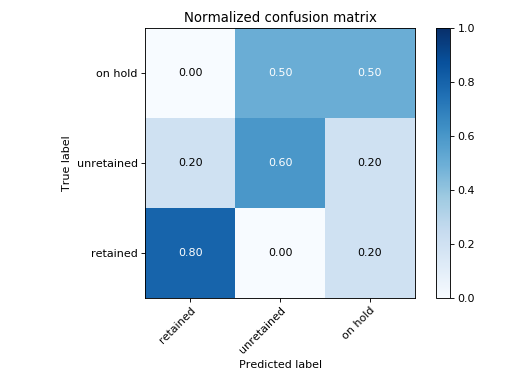 Normalized confusion matrix
True label
on hold 0.00 0.50 0.50
unretained 0.20 0.60 0.20
retained 0.80 0.00 0.20
retained unretained on hold
Predicted label
1.0
0.8
0.6
0.4
0.2
0.0